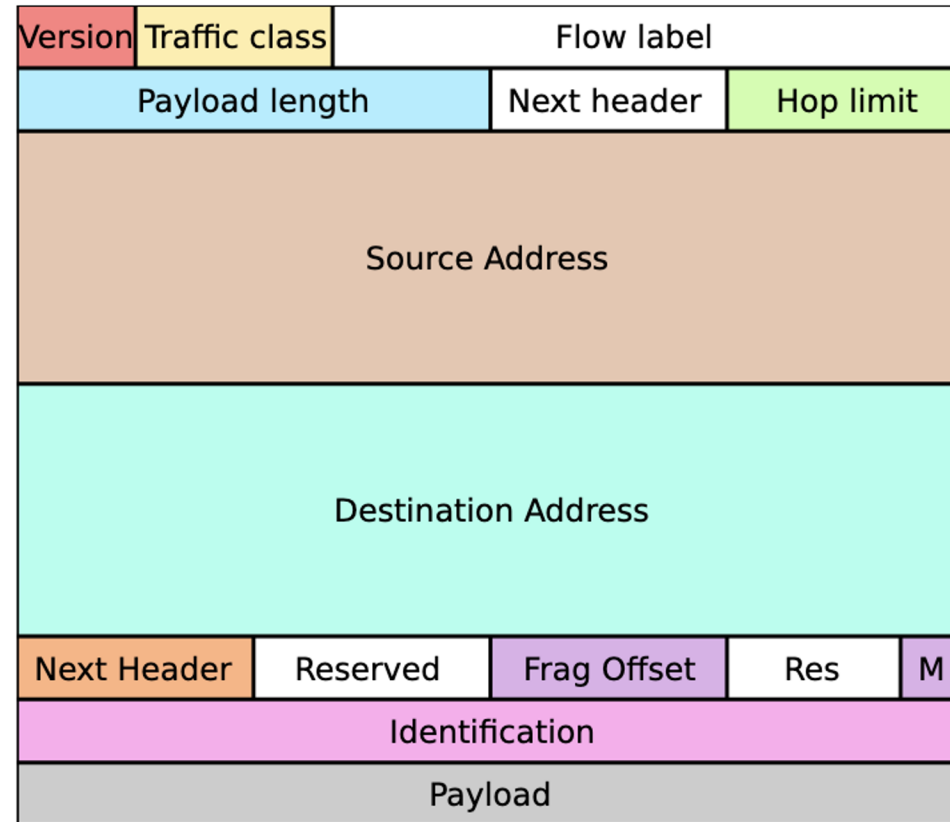 Version Traffic class Flow label
Payload length Next header Hop limit
Source Address
Destination Address
Next Header Reserved Frag Offset Res M
Identification
Payload